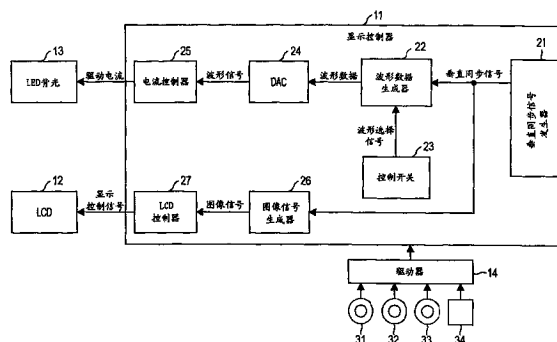 11
显示控制器
13
25
24
22
21
LED背光
驱动电流
电流控制器
波形信号
DAC
波形数据
波形数据
生成器
垂直同步信号
垂直同步信号
发生器
波形选择
信号
23
控制开关
12
27
26
LCD
显示
控制信号
LCD
控制器
图像信号
图像信号
生成器
驱动器
14
31
32
33
34